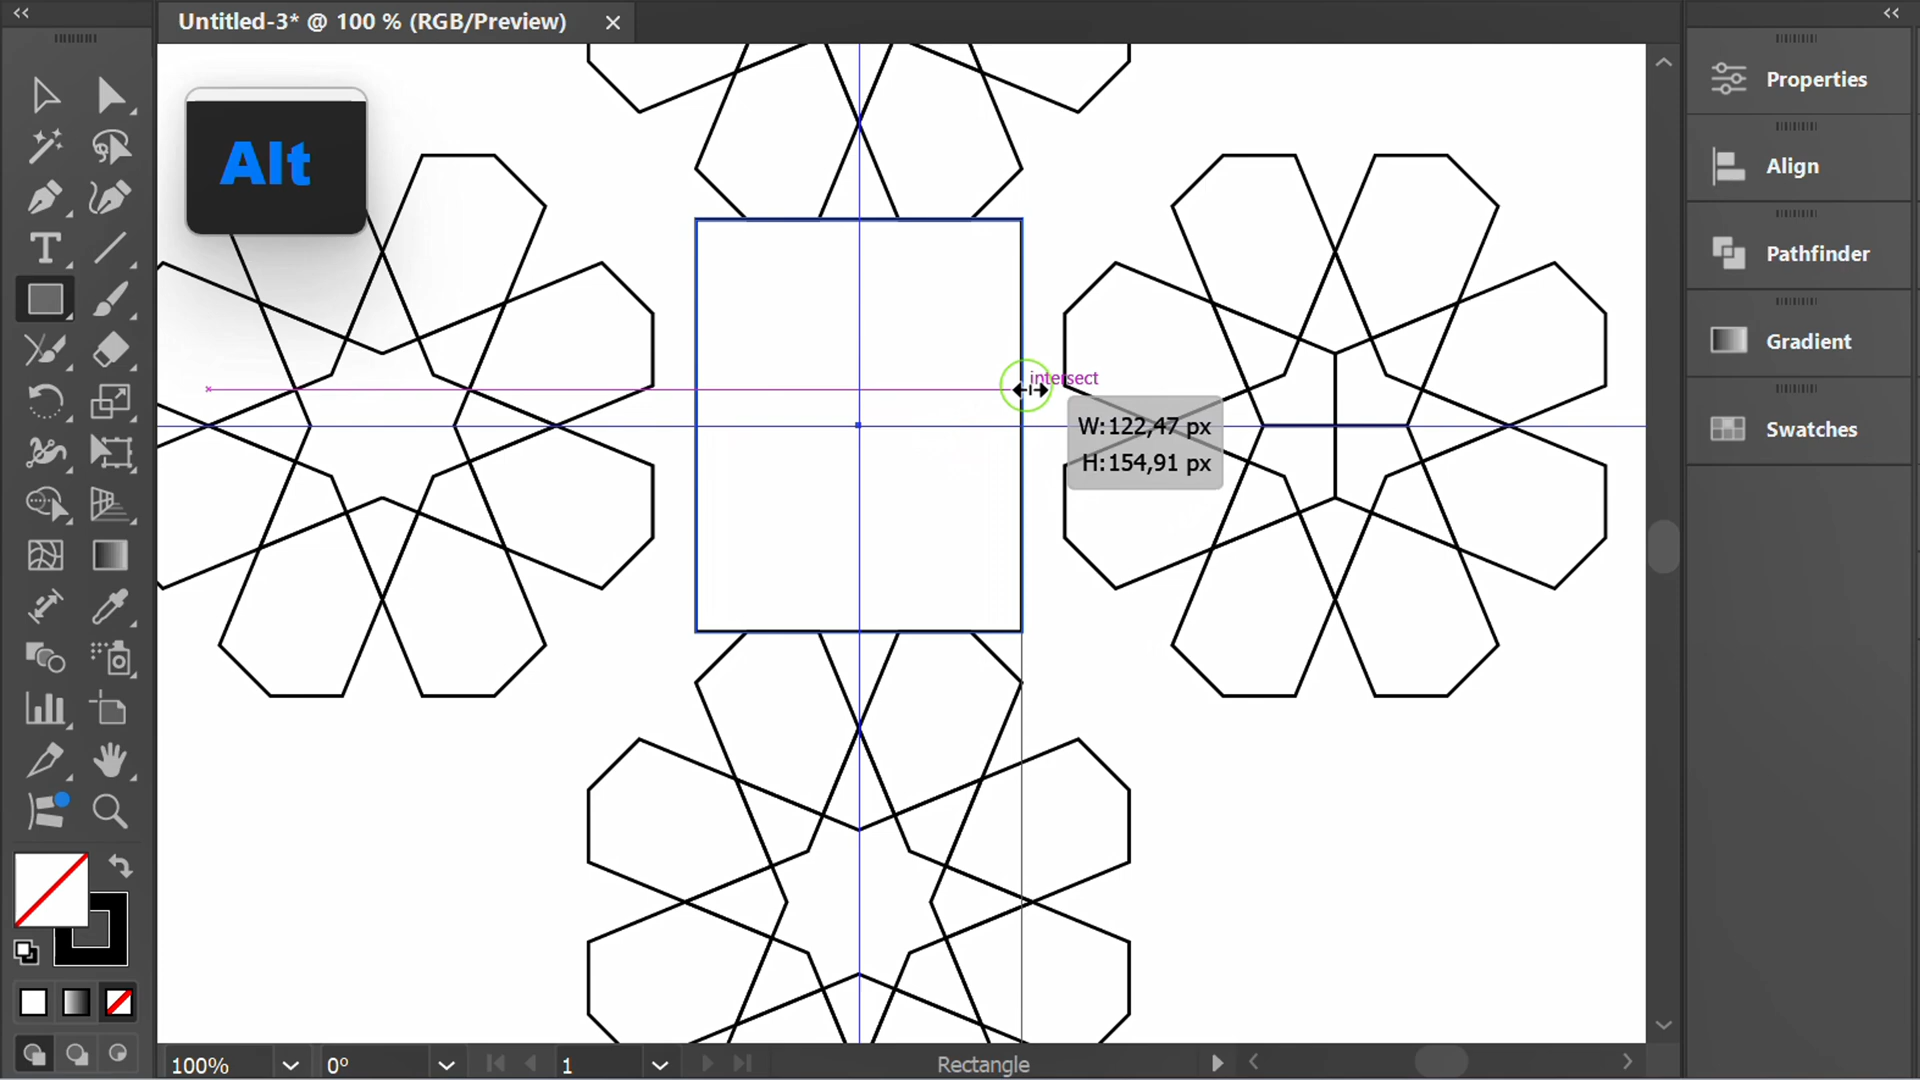 Untitled-3* @ 100 % (RGB/Preview)
Alt
intersect
W:122,47 px
H:154,91 px
Properties
Align
Pathfinder
Gradient
Swatches
100%
0°
1
Rectangle